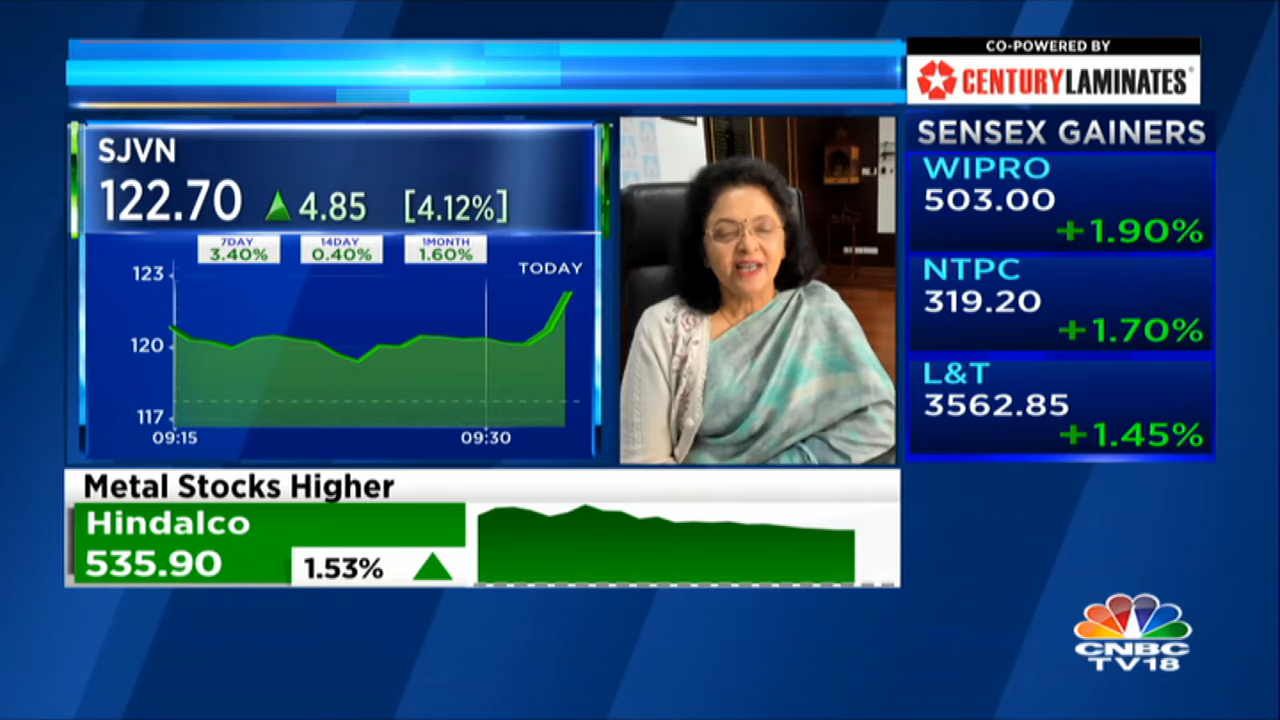 CO-POWERED BY
CENTURYLAMINATES®
SJVN
122.70 ▲ 4.85 [4.12%]
7DAY 14DAY 1MONTH
3.40% 0.40% 1.60%
TODAY
123
120
117
09:15 09:30
SENSEX GAINERS
WIPRO
503.00
+1.90%
NTPC
319.20
+1.70%
L&T
3562.85
+1.45%
Metal Stocks Higher
Hindalco
535.90 1.53% ▲
CNBC
TV18